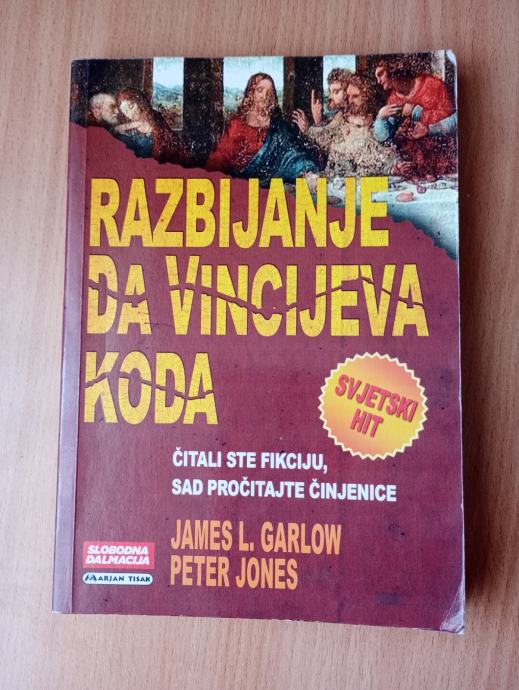 RAZBIJANJE
DA VINCIJEVA
KODA
SVJETSKI
HIT
ČITALI STE FIKCIJU,
SAD PROČITAJTE ČINJENICE
JAMES L. GARLOW
PETER JONES
SLOBODNA
DALMACIJA
MARJAN TISAK